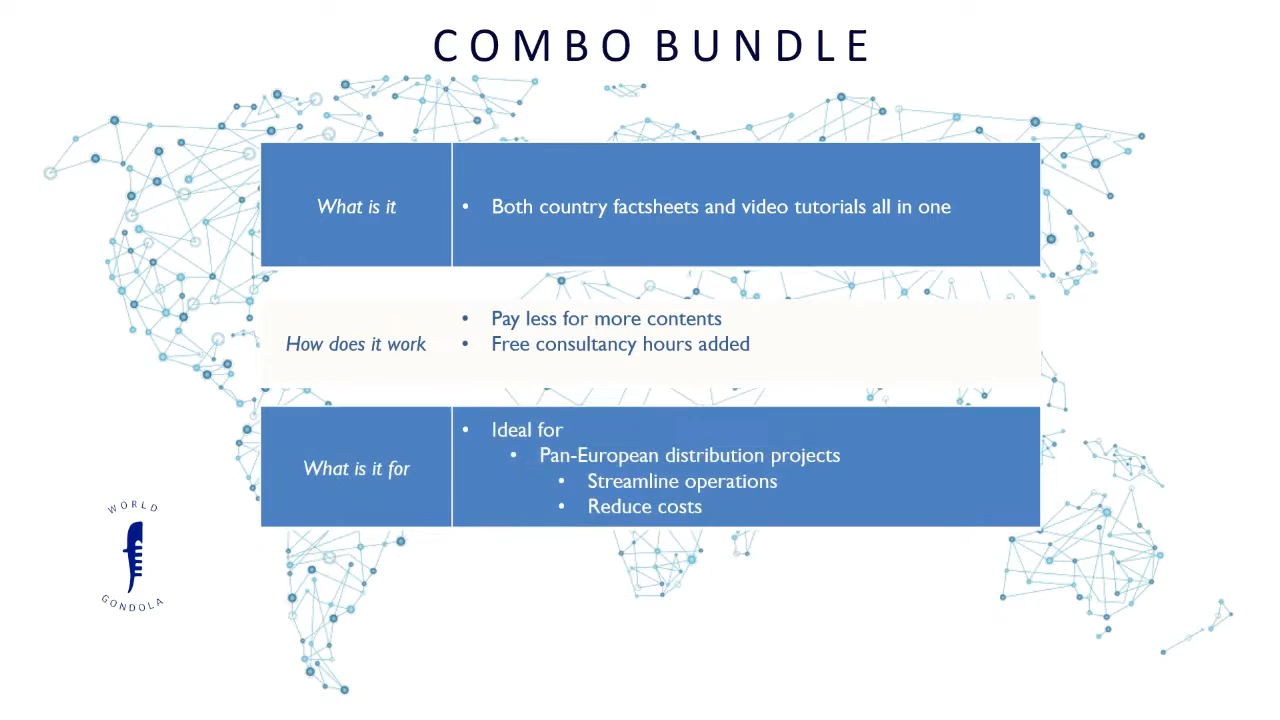 COMBO BUNDLE
What is it
• Both country factsheets and video tutorials all in one
How does it work
• Pay less for more contents
• Free consultancy hours added
What is it for
• Ideal for
• Pan-European distribution projects
• Streamline operations
• Reduce costs
WORLD
GONDOLA